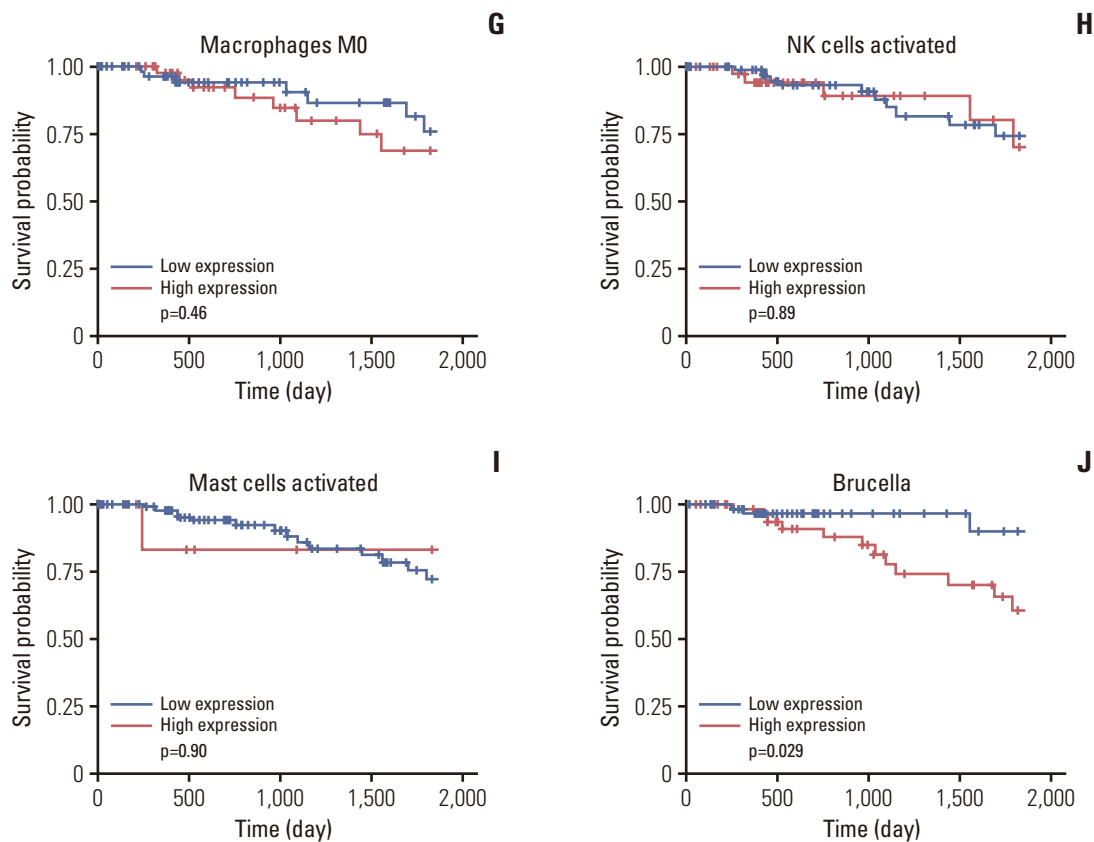 G
Macrophages M0
1.00
0.75
0.50
0.25
0
Survival probability
Low expression
High expression
p=0.46
0 500 1,000 1,500 2,000
Time (day)
H
NK cells activated
1.00
0.75
0.50
0.25
0
Survival probability
Low expression
High expression
p=0.89
0 500 1,000 1,500 2,000
Time (day)
I
Mast cells activated
1.00
0.75
0.50
0.25
0
Survival probability
Low expression
High expression
p=0.90
0 500 1,000 1,500 2,000
Time (day)
J
Brucella
1.00
0.75
0.50
0.25
0
Survival probability
Low expression
High expression
p=0.029
0 500 1,000 1,500 2,000
Time (day)